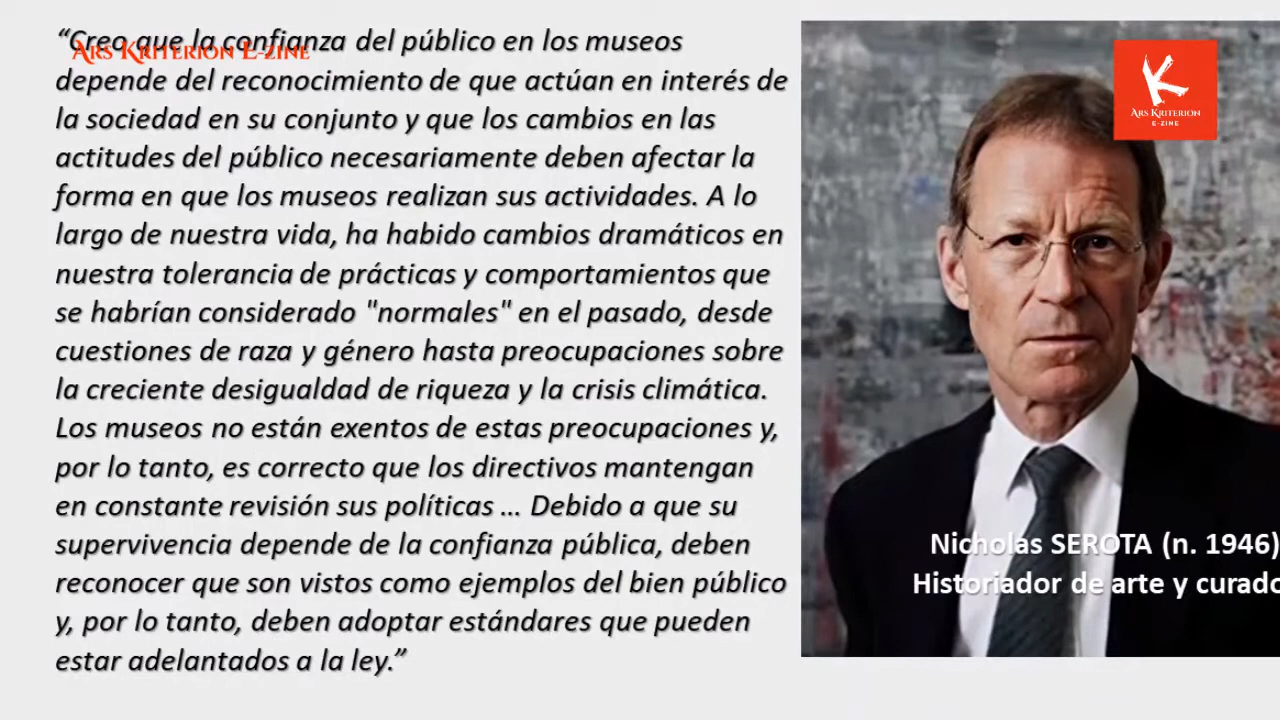 “Creo que la confianza del público en los museos
depende del reconocimiento de que actúan en interés de
la sociedad en su conjunto y que los cambios en las
actitudes del público necesariamente deben afectar la
forma en que los museos realizan sus actividades. A lo
largo de nuestra vida, ha habido cambios dramáticos en
nuestra tolerancia de prácticas y comportamientos que
se habrían considerado "normales" en el pasado, desde
cuestiones de raza y género hasta preocupaciones sobre
la creciente desigualdad de riqueza y la crisis climática.
Los museos no están exentos de estas preocupaciones y,
por lo tanto, es correcto que los directivos mantengan
en constante revisión sus políticas ... Debido a que su
supervivencia depende de la confianza pública, deben
reconocer que son vistos como ejemplos del bien público
y, por lo tanto, deben adoptar estándares que pueden
estar adelantados a la ley.”
ARS KRITERION E-ZINE
K
ARS KRITERION
E-ZINE
Nicholas SEROTA (n. 1946)
Historiador de arte y curado